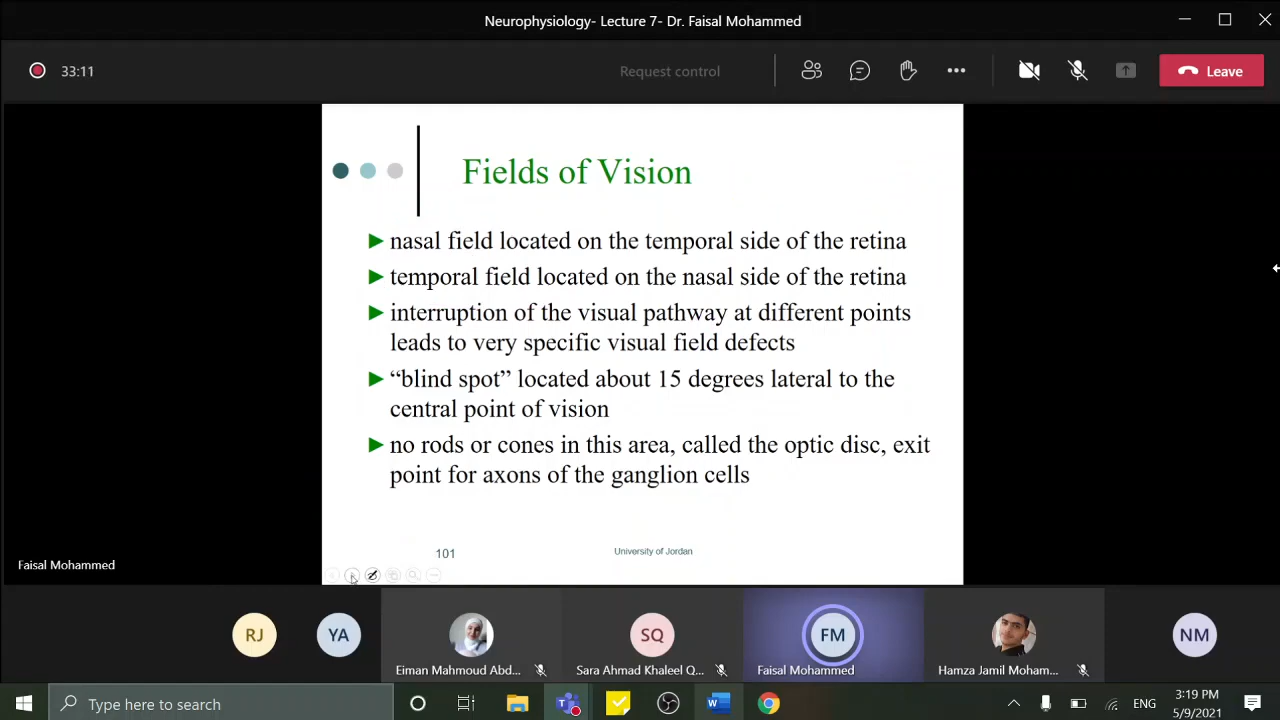 Neurophysiology- Lecture 7- Dr. Faisal Mohammed
33:11
Request control
Leave
Fields of Vision
nasal field located on the temporal side of the retina
temporal field located on the nasal side of the retina
interruption of the visual pathway at different points
leads to very specific visual field defects
“blind spot” located about 15 degrees lateral to the
central point of vision
no rods or cones in this area, called the optic disc, exit
point for axons of the ganglion cells
101
University of Jordan
Faisal Mohammed
RJ
YA
SQ
FM
NM
Eiman Mahmoud Abd...
Sara Ahmad Khaleel Q...
Faisal Mohammed
Hamza Jamil Moham...
Type here to search
ENG
3:19 PM
5/9/2021